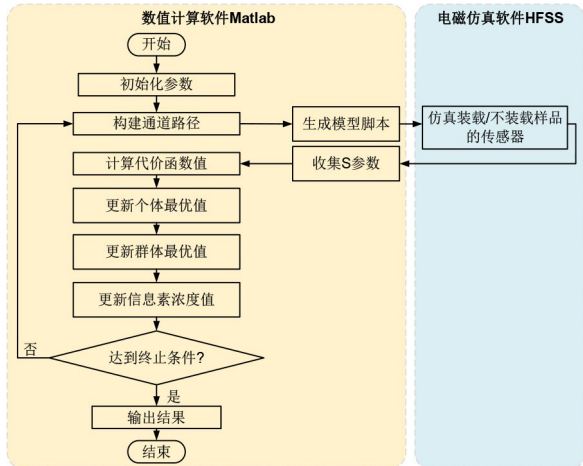 数值计算软件Matlab
电磁仿真软件HFSS
开始
初始化参数
构建通道路径
生成模型脚本
仿真装载/不装载样品
的传感器
计算代价函数值
收集S参数
更新个体最优值
更新群体最优值
更新信息素浓度值
否
达到终止条件?
是
输出结果
结束